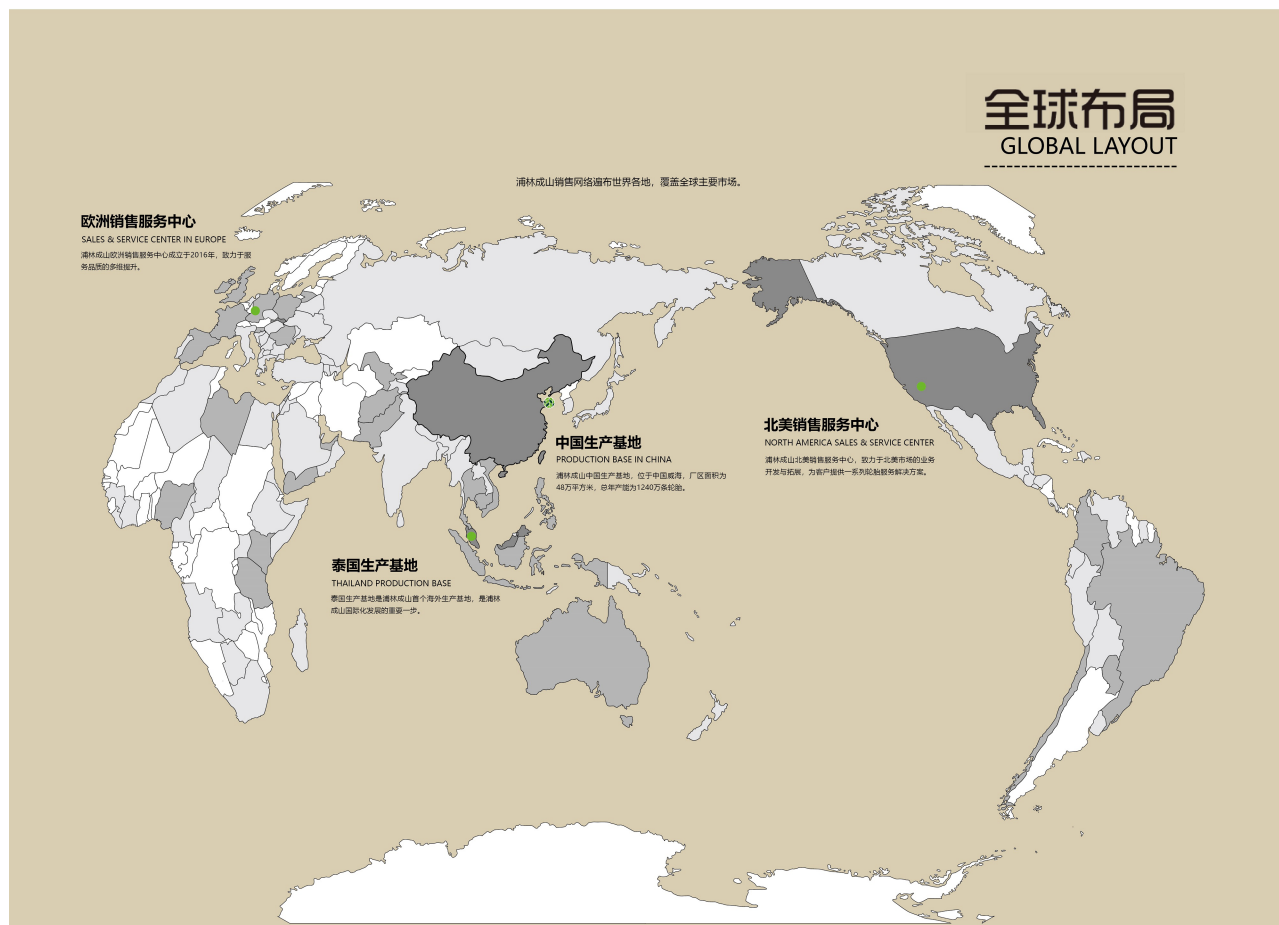 全球布局
GLOBAL LAYOUT
浦林成山销售网络遍布世界各地，覆盖全球主要市场。
欧洲销售服务中心
SALES & SERVICE CENTER IN EUROPE
浦林成山欧洲销售服务中心成立于2016年，致力于服
务品质的多维提升。
北美销售服务中心
NORTH AMERICA SALES & SERVICE CENTER
浦林成山北美销售服务中心，致力于北美市场的业务
开发与拓展，为客户提供一系列轮胎服务解决方案。
中国生产基地
PRODUCTION BASE IN CHINA
浦林成山中国生产基地，位于中国威海，厂区面积为
48万平方米，总年产能为1240万条轮胎。
泰国生产基地
THAILAND PRODUCTION BASE
泰国生产基地是浦林成山首个海外生产基地，是浦林
成山国际化发展的重要一步。